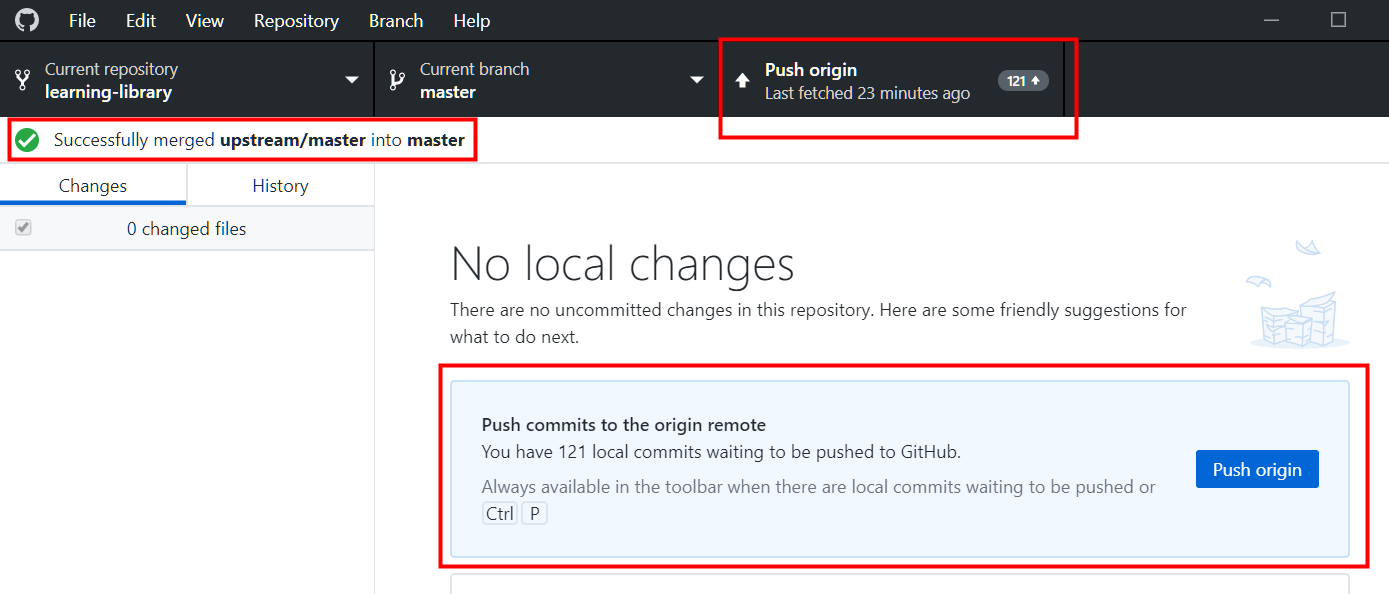 File Edit View Repository Branch Help
Current repository
learning-library
Current branch
master
Push origin
Last fetched 23 minutes ago
121
Successfully merged upstream/master into master
Changes History
0 changed files
No local changes
There are no uncommitted changes in this repository. Here are some friendly suggestions for
what to do next.
Push commits to the origin remote
You have 121 local commits waiting to be pushed to GitHub.
Always available in the toolbar when there are local commits waiting to be pushed or
Ctrl P
Push origin